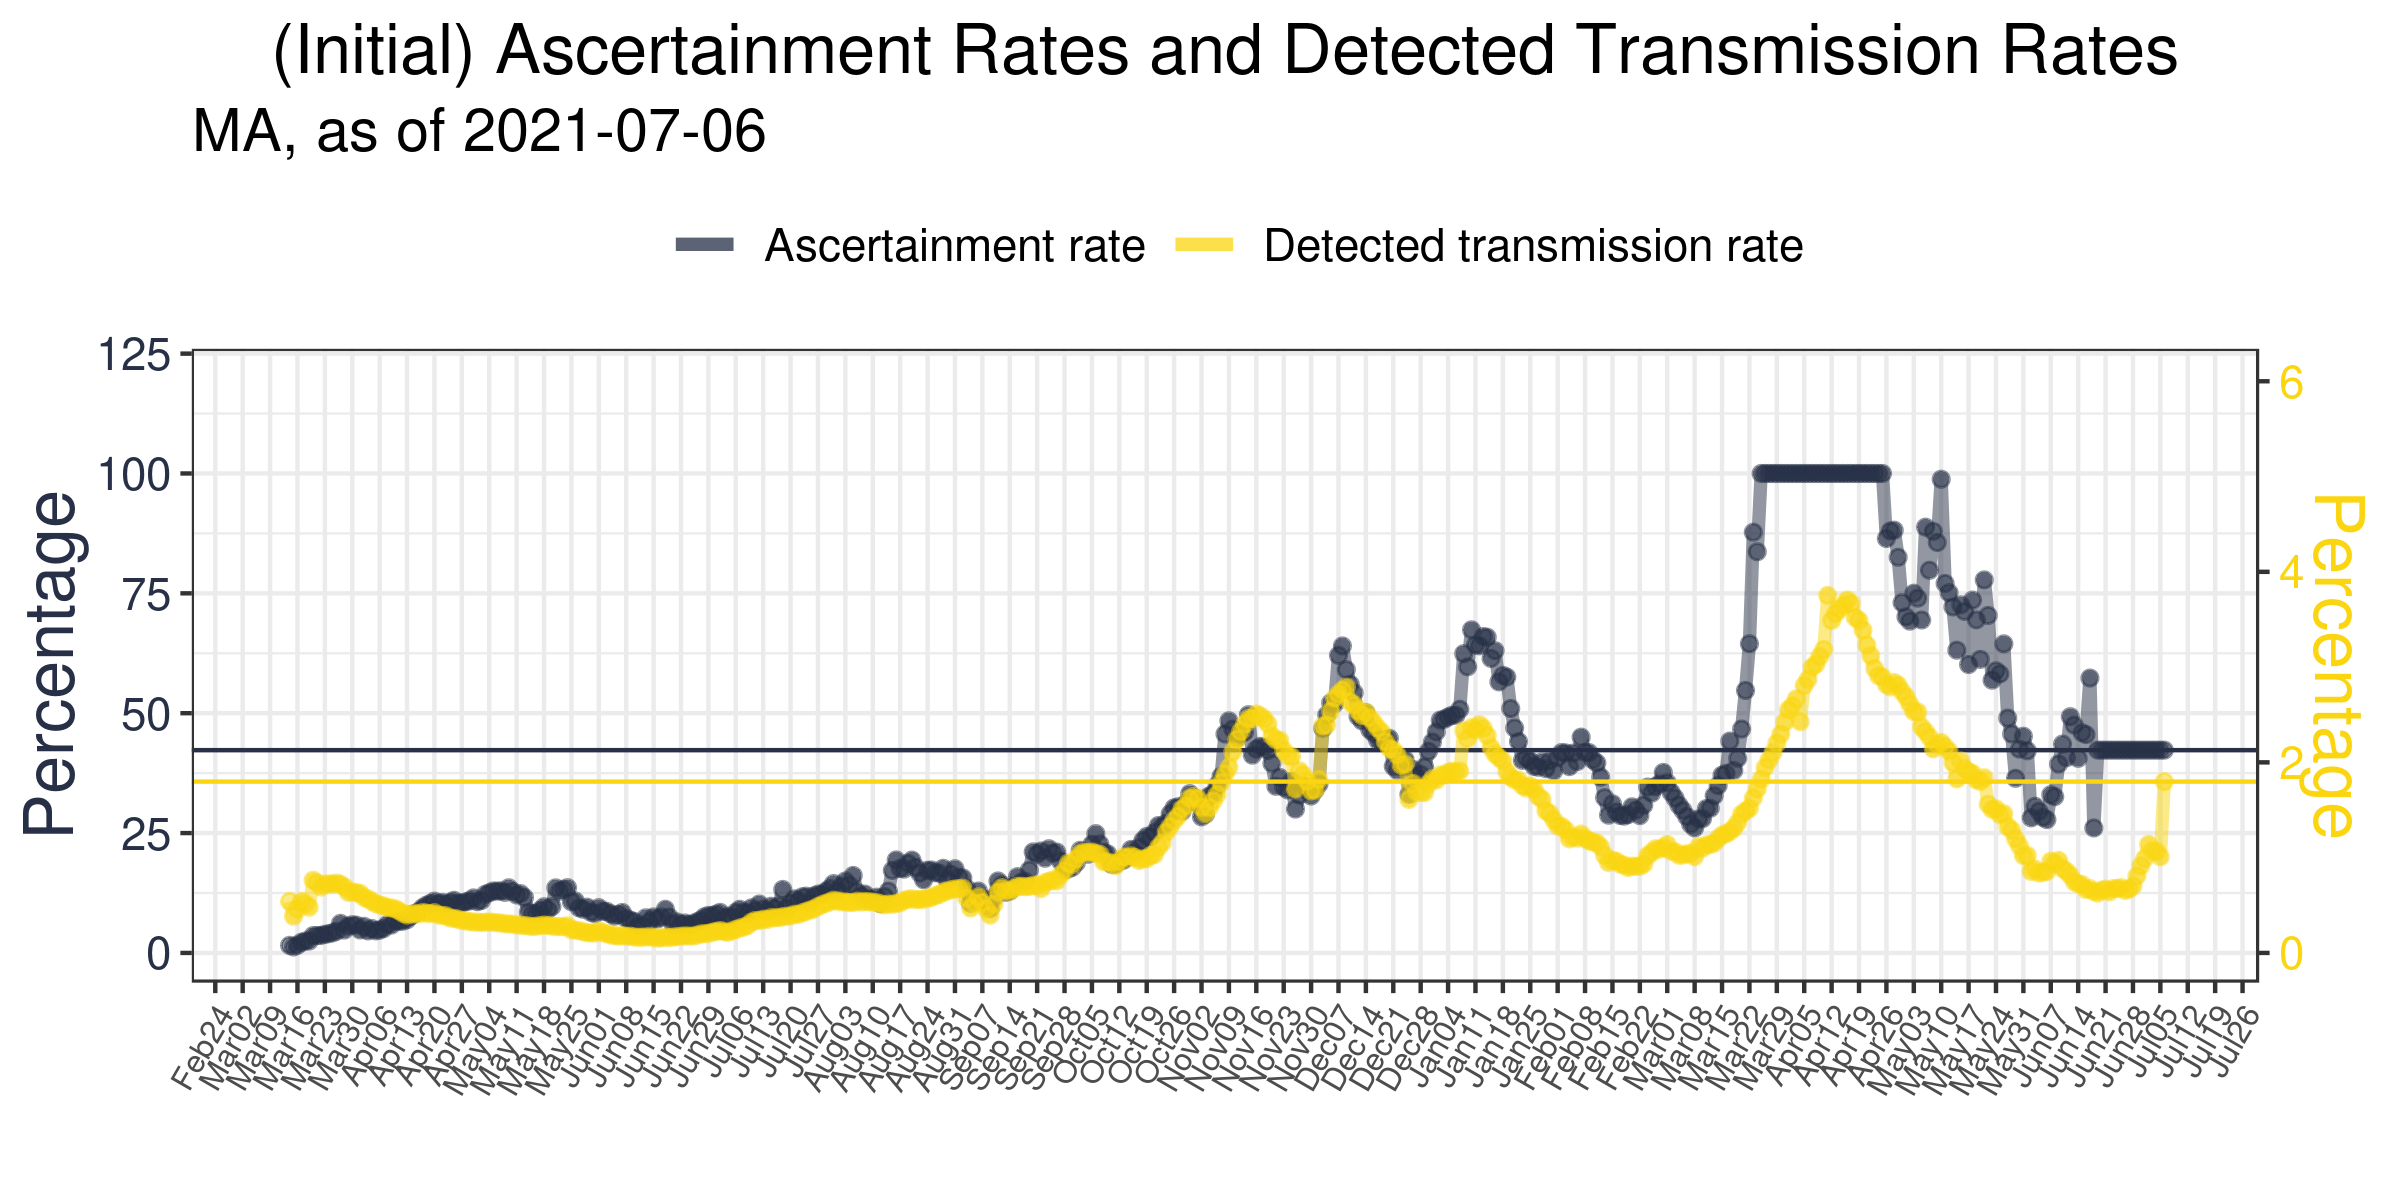 (Initial) Ascertainment Rates and Detected Transmission Rates
MA, as of 2021-07-06
Ascertainment rate
Detected transmission rate
Percentage
125
100
75
50
25
0
6
4
2
0
Percentage
Feb24
Mar02
Mar09
Mar16
Mar23
Mar30
Apr06
Apr13
Apr20
Apr27
May04
May11
May18
May25
Jun01
Jun08
Jun15
Jun22
Jun29
Jul06
Jul13
Jul20
Jul27
Aug03
Aug10
Aug17
Aug24
Aug31
Sep07
Sep14
Sep21
Sep28
Oct05
Oct12
Oct19
Oct26
Nov02
Nov09
Nov16
Nov23
Nov30
Dec07
Dec14
Dec21
Dec28
Jan04
Jan11
Jan18
Jan25
Feb01
Feb08
Feb15
Feb22
Mar01
Mar08
Mar15
Mar22
Mar29
Apr05
Apr12
Apr19
Apr26
May03
May10
May17
May24
May31
Jun07
Jun14
Jun21
Jun28
Jul05
Jul12
Jul19
Jul26